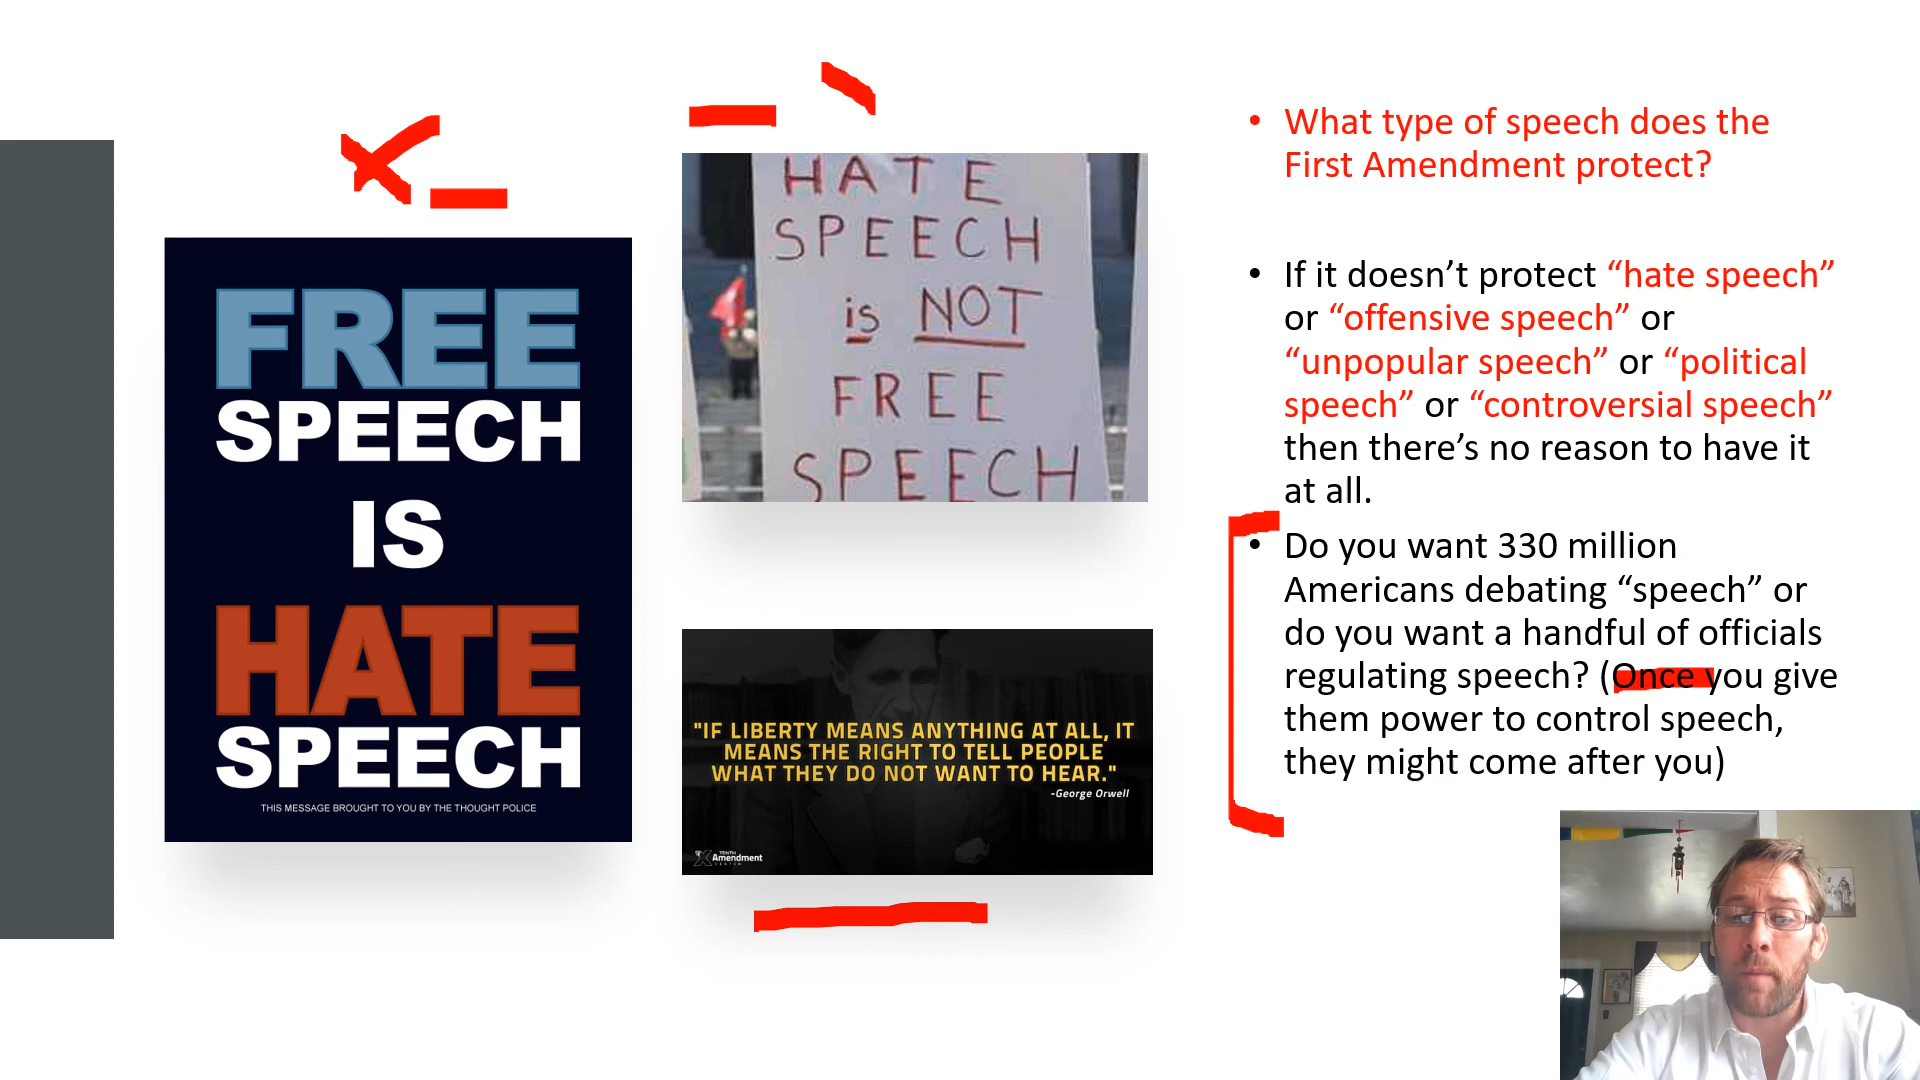 FREE
SPEECH
IS
HATE
SPEECH
THIS MESSAGE BROUGHT TO YOU BY THE THOUGHT POLICE
HATE
SPEECH
is NOT
FREE
SPEECH
"IF LIBERTY MEANS ANYTHING AT ALL, IT
MEANS THE RIGHT TO TELL PEOPLE
WHAT THEY DO NOT WANT TO HEAR."
-George Orwell
TENTH
Amendment
CENTER
• What type of speech does the
First Amendment protect?
• If it doesn’t protect “hate speech”
or “offensive speech” or
“unpopular speech” or “political
speech” or “controversial speech”
then there’s no reason to have it
at all.
• Do you want 330 million
Americans debating “speech” or
do you want a handful of officials
regulating speech? (Once you give
them power to control speech,
they might come after you)